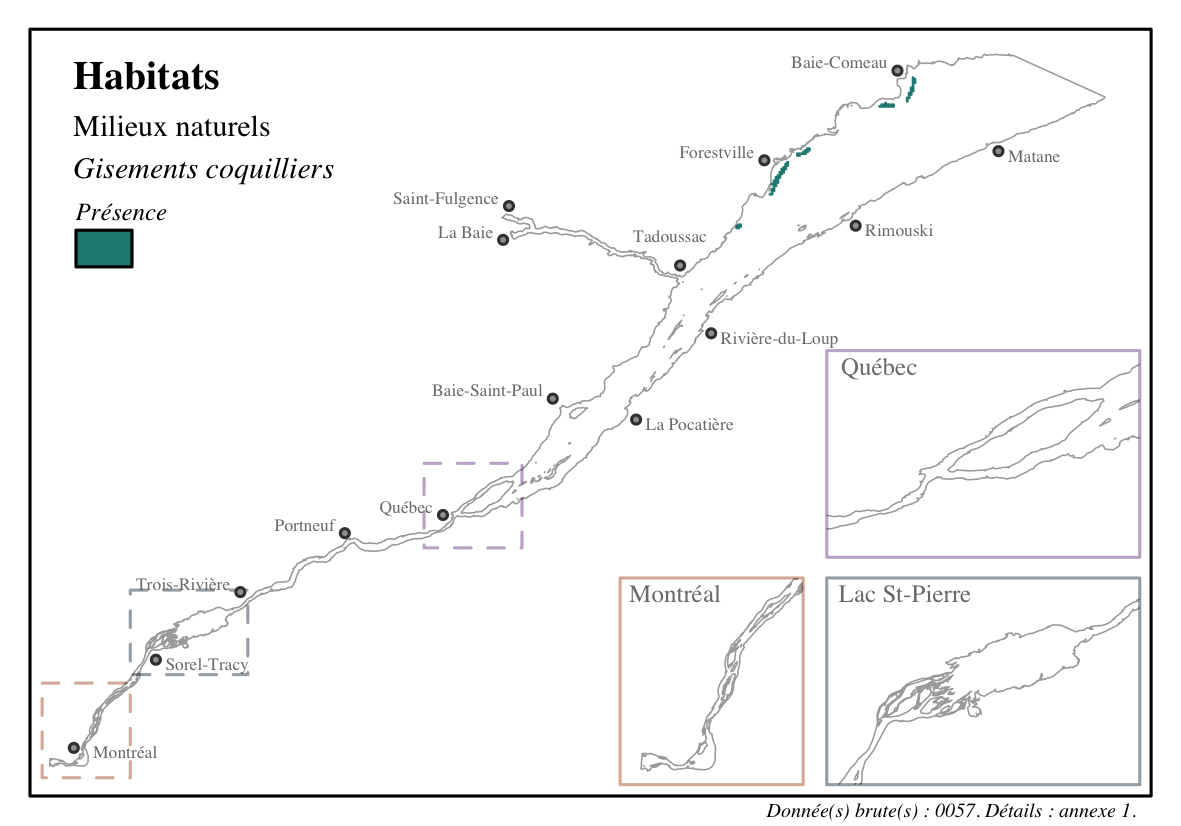 Habitats
Milieux naturels
Gisements coquilliers
Présence
Baie-Comeau
Forestville
Matane
Saint-Fulgence
La Baie
Tadoussac
Rimouski
Rivière-du-Loup
Baie-Saint-Paul
La Pocatière
Québec
Portneuf
Trois-Rivière
Sorel-Tracy
Montréal
Québec
Montréal
Lac St-Pierre
Donnée(s) brute(s) : 0057. Détails : annexe 1.